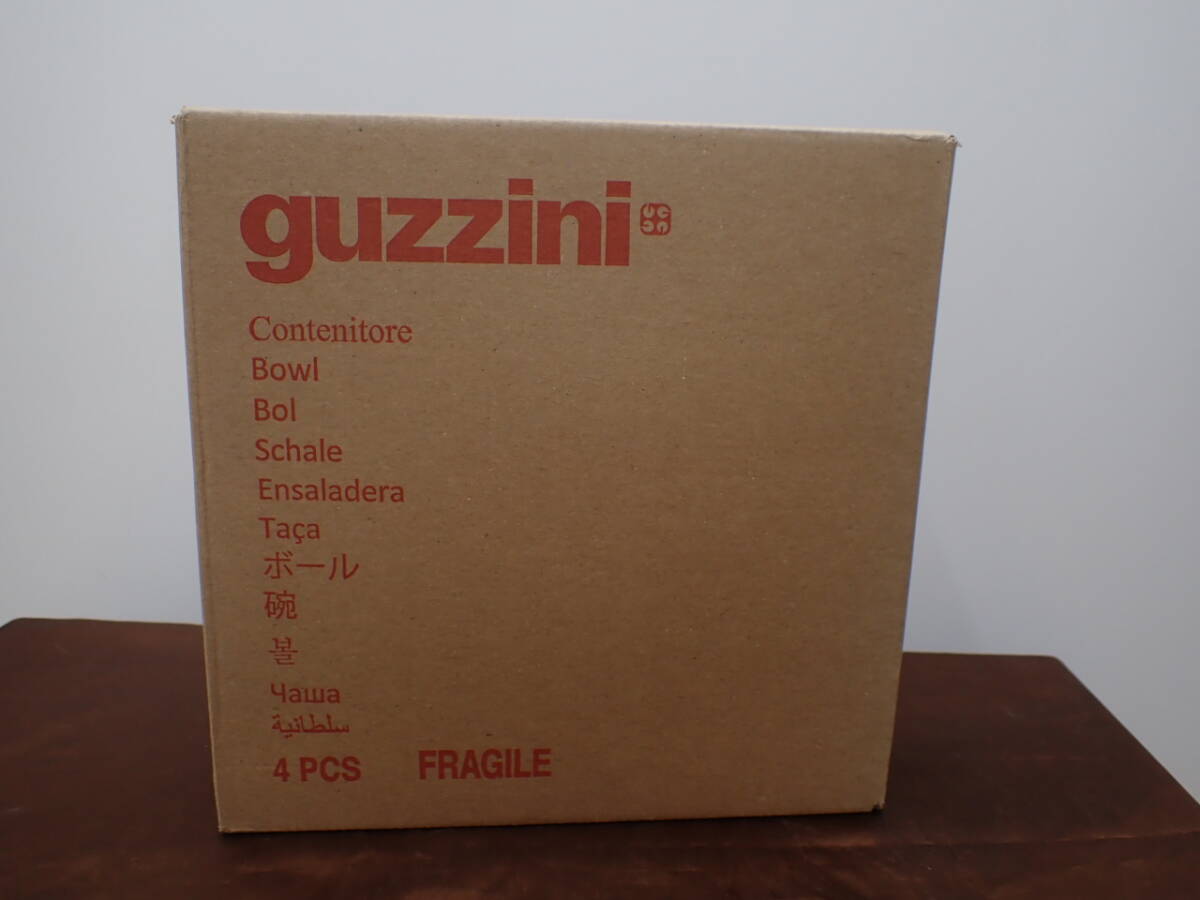 guzzini
Contenitore
Bowl
Bol
Schale
Ensaladera
Taça
ボール
碗
볼
Чаша
سلطانية
4 PCS FRAGILE